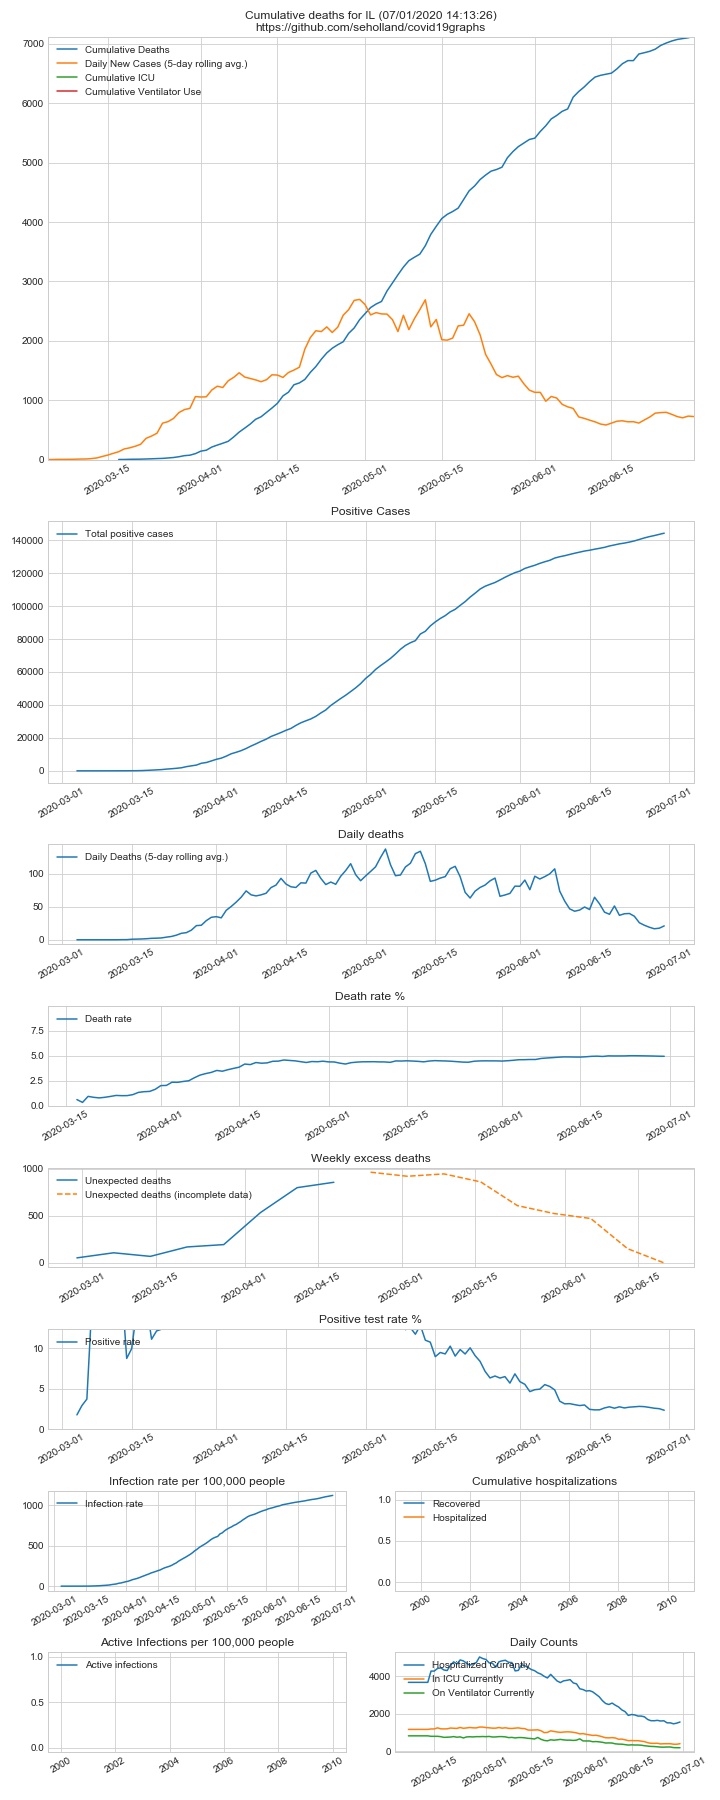 Cumulative deaths for IL (07/01/2020 14:13:26)
https://github.com/seholland/covid19graphs
Cumulative Deaths
Daily New Cases (5-day rolling avg.)
Cumulative ICU
Cumulative Ventilator Use
7000
6000
5000
4000
3000
2000
1000
0
2020-03-15 2020-04-01 2020-04-15 2020-05-01 2020-05-15 2020-06-01 2020-06-15
Positive Cases
Total positive cases
140000
120000
100000
80000
60000
40000
20000
0
2020-03-01 2020-03-15 2020-04-01 2020-04-15 2020-05-01 2020-05-15 2020-06-01 2020-06-15 2020-07-01
Daily deaths
Daily Deaths (5-day rolling avg.)
100
50
0
2020-03-01 2020-03-15 2020-04-01 2020-04-15 2020-05-01 2020-05-15 2020-06-01 2020-06-15 2020-07-01
Death rate %
Death rate
7.5
5.0
2.5
0.0
2020-03-15 2020-04-01 2020-04-15 2020-05-01 2020-05-15 2020-06-01 2020-06-15 2020-07-01
Weekly excess deaths
Unexpected deaths
Unexpected deaths (incomplete data)
1000
500
0
2020-03-01 2020-03-15 2020-04-01 2020-04-15 2020-05-01 2020-05-15 2020-06-01 2020-06-15
Positive test rate %
Positive rate
10
5
0
2020-03-01 2020-03-15 2020-04-01 2020-04-15 2020-05-01 2020-05-15 2020-06-01 2020-06-15 2020-07-01
Infection rate per 100,000 people
Infection rate
1000
500
0
2020-03-01 2020-03-15 2020-04-01 2020-04-15 2020-05-01 2020-05-15 2020-06-01 2020-06-15 2020-07-01
Cumulative hospitalizations
Recovered
Hospitalized
1.0
0.5
0.0
2000 2002 2004 2006 2008 2010
Active Infections per 100,000 people
Active infections
1.0
0.5
0.0
2000 2002 2004 2006 2008 2010
Daily Counts
Hospitalized Currently
In ICU Currently
On Ventilator Currently
4000
2000
0
2020-04-15 2020-05-01 2020-05-15 2020-06-01 2020-06-15 2020-07-01